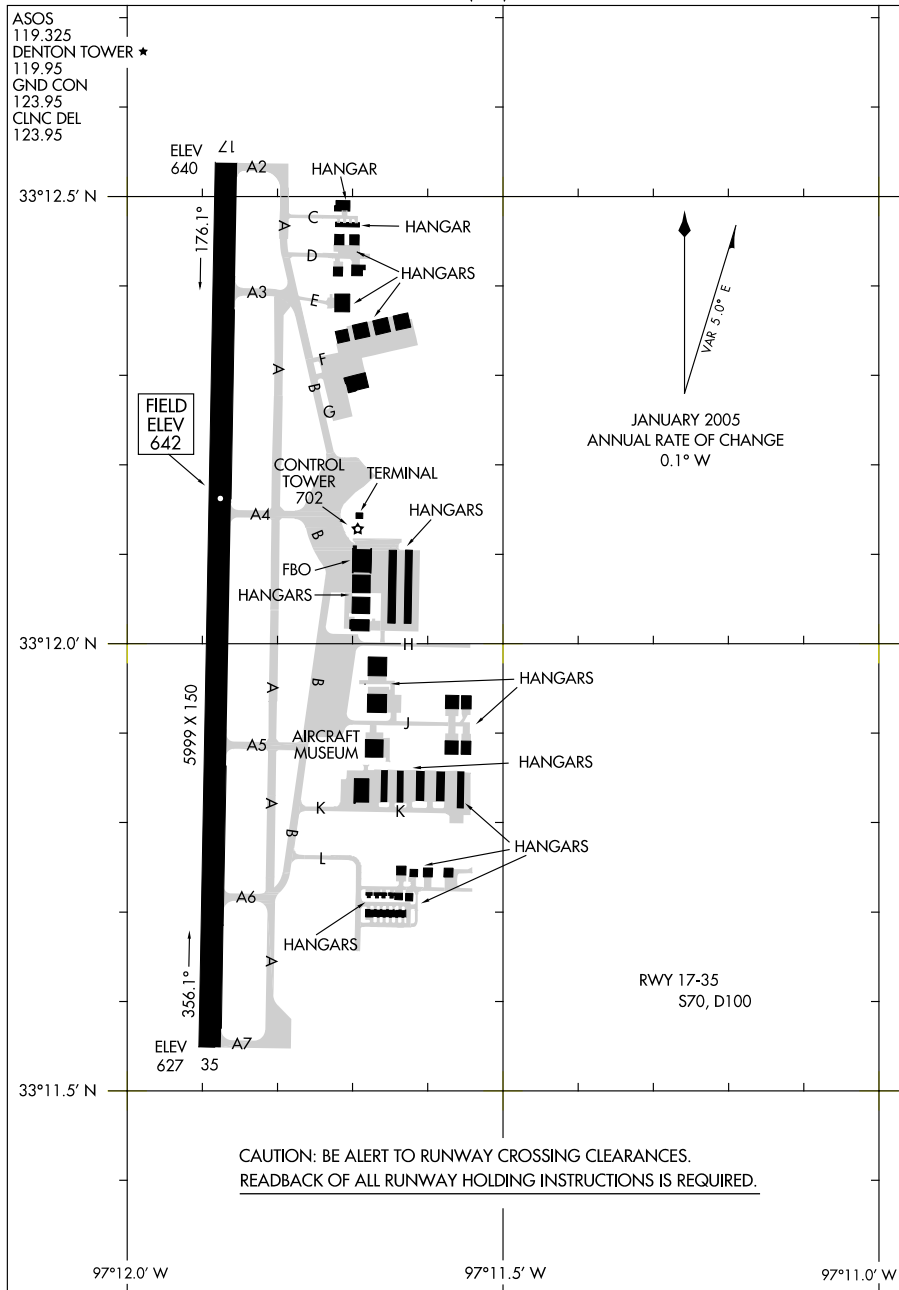 ASOS
119.325
DENTON TOWER ★
119.95
GND CON
123.95
CLNC DEL
123.95
ELEV
640
17
A2
HANGAR
33°12.5' N
C
A
HANGAR
176.1°
D
HANGARS
A3
E
VAR 5.0° E
F
A
B
G
FIELD
ELEV
642
JANUARY 2005
ANNUAL RATE OF CHANGE
0.1° W
CONTROL
TOWER
702
TERMINAL
HANGARS
A4
B
FBO
HANGARS
33°12.0' N
H
A
B
HANGARS
5999 X 150
J
A5
AIRCRAFT
MUSEUM
HANGARS
A
K
K
B
L
HANGARS
A6
HANGARS
A
356.1°
RWY 17-35
S70, D100
ELEV
627
35
A7
33°11.5' N
CAUTION: BE ALERT TO RUNWAY CROSSING CLEARANCES.
READBACK OF ALL RUNWAY HOLDING INSTRUCTIONS IS REQUIRED.
97°12.0' W
97°11.5' W
97°11.0' W